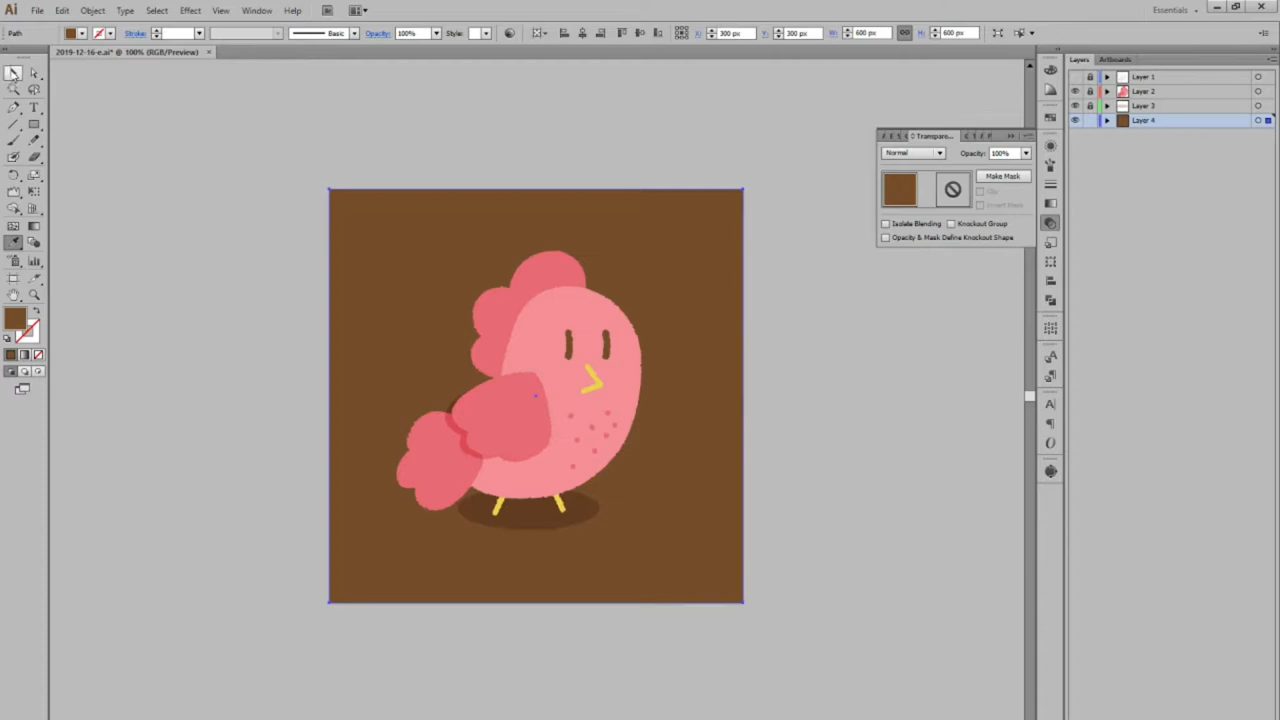 Ai File Edit Object Type Select Effect View Window Help Essentials
Path Stroke: Basic Opacity: 100% Style: X: 300 px Y: 300 px W: 600 px H: 600 px
2019-12-16-e.ai* @ 100% (RGB/Preview) ×
Layers Artboards
Layer 1
Layer 2
Layer 3
Layer 4
Transpare...
Normal Opacity: 100%
Make Mask
Clip
Invert Mask
Isolate Blending Knockout Group
Opacity & Mask Define Knockout Shape